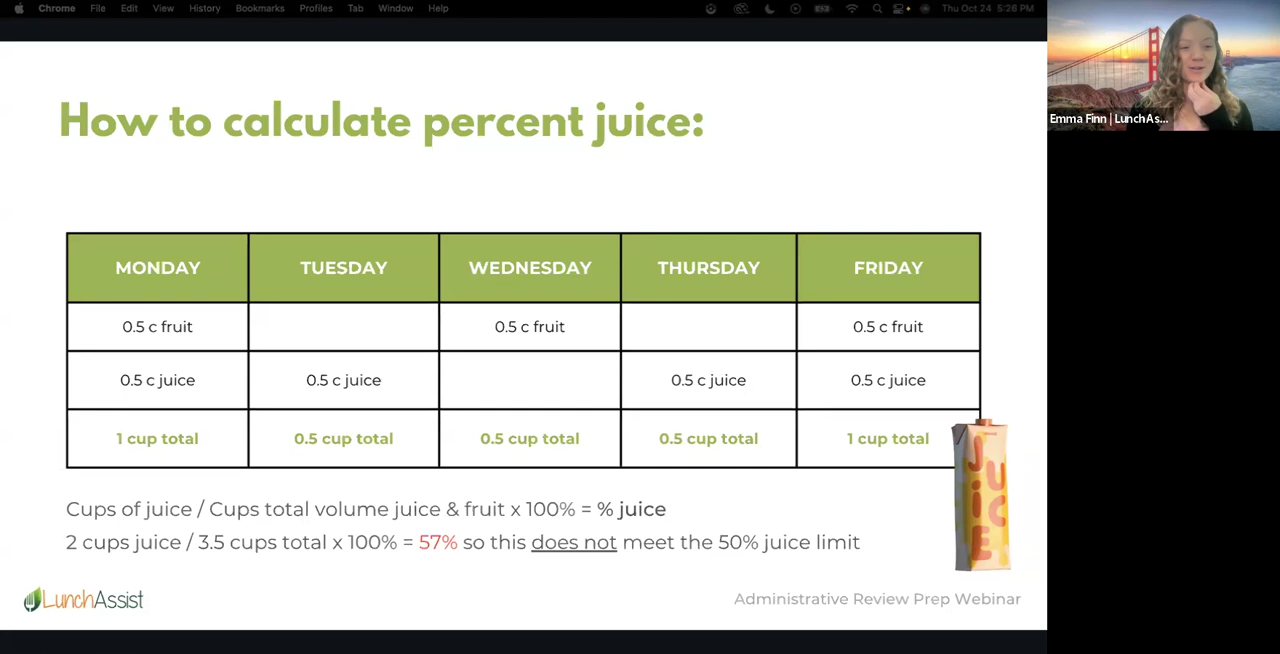 Chrome File Edit View History Bookmarks Profiles Tab Window Help
Thu Oct 24 5:26 PM
Emma Finn | LunchAs...
How to calculate percent juice:
MONDAY TUESDAY WEDNESDAY THURSDAY FRIDAY
0.5 c fruit 0.5 c fruit 0.5 c fruit
0.5 c juice 0.5 c juice 0.5 c juice 0.5 c juice
1 cup total 0.5 cup total 0.5 cup total 0.5 cup total 1 cup total
JUiCE
Cups of juice / Cups total volume juice & fruit x 100% = % juice
2 cups juice / 3.5 cups total x 100% = 57% so this does not meet the 50% juice limit
LunchAssist
Administrative Review Prep Webinar